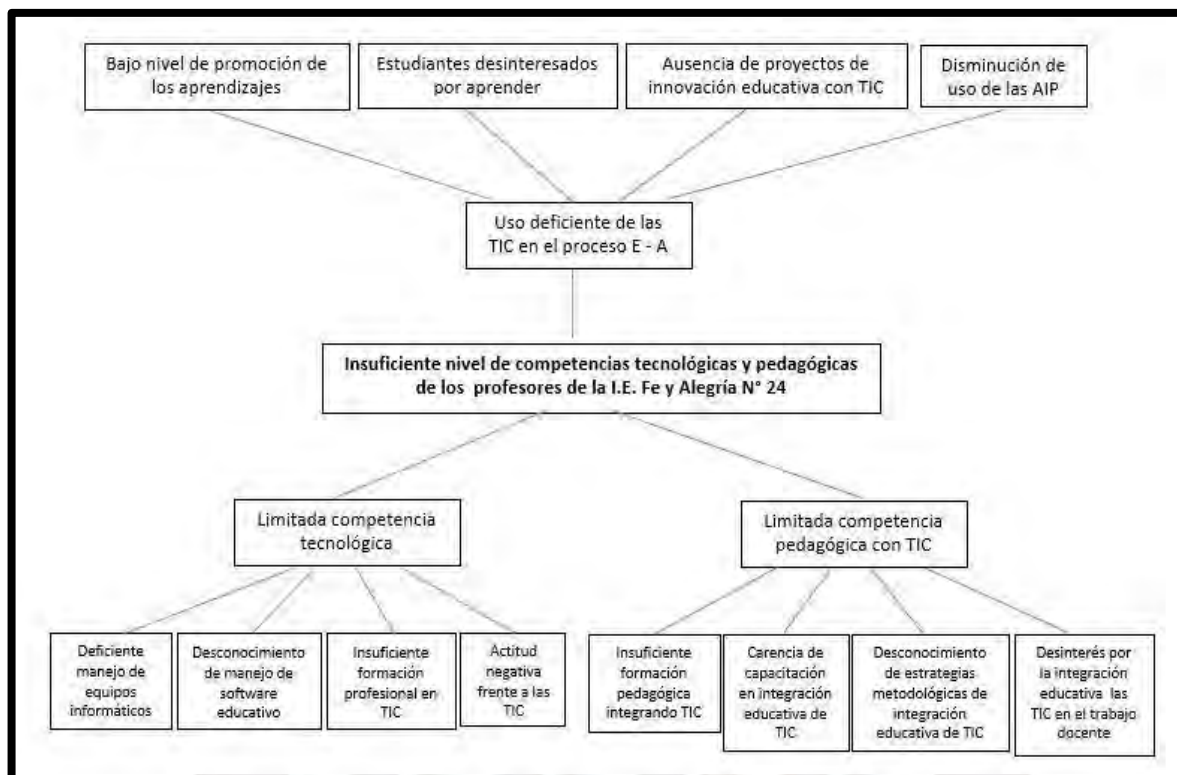 Bajo nivel de promoción de
los aprendizajes
Estudiantes desinteresados
por aprender
Ausencia de proyectos de
innovación educativa con TIC
Disminución de
uso de las AIP
Uso deficiente de las
TIC en el proceso E - A
Insuficiente nivel de competencias tecnológicas y pedagógicas
de los profesores de la I.E. Fe y Alegría N° 24
Limitada competencia
tecnológica
Limitada competencia
pedagógica con TIC
Deficiente
manejo de
equipos
informáticos
Desconocimiento
de manejo de
software
educativo
Insuficiente
formación
profesional en
TIC
Actitud
negativa
frente a las
TIC
Insuficiente
formación
pedagógica
integrando TIC
Carencia de
capacitación
en integración
educativa de
TIC
Desconocimiento
de estrategias
metodológicas de
integración
educativa de TIC
Desinterés por
la integración
educativa las
TIC en el trabajo
docente